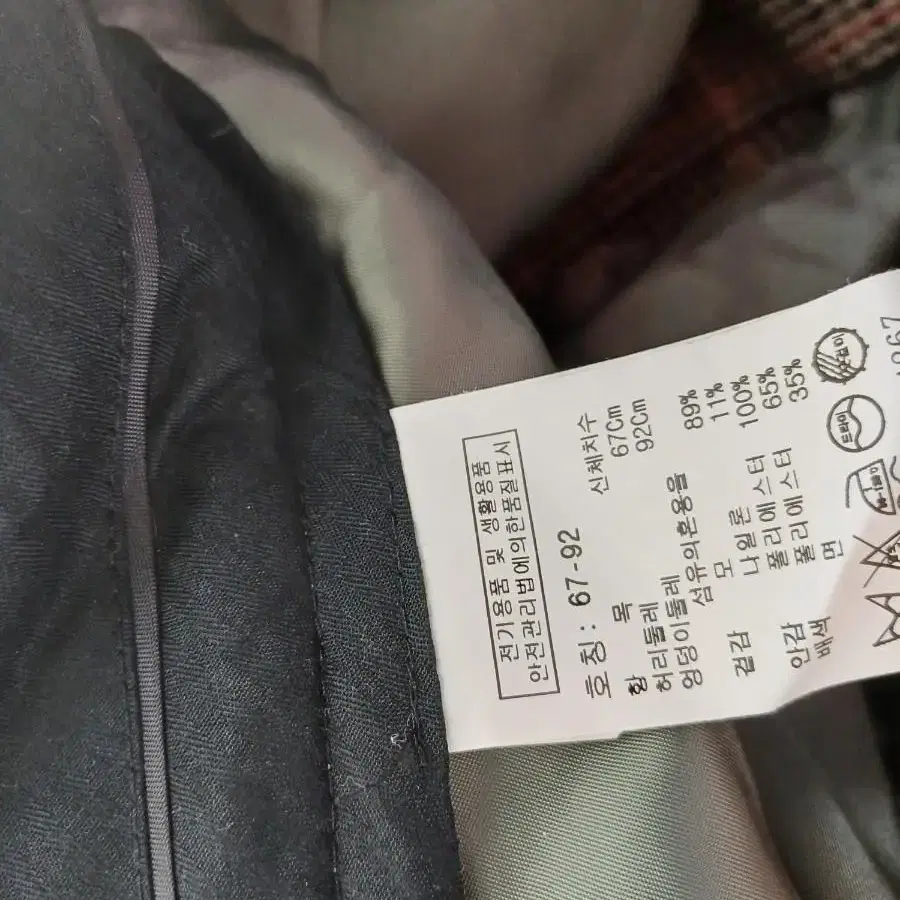 전기용품 및 생활용품
안전관리법에의한품질표시
호칭 : 67-92
항 목 신체치수
허리둘레 67Cm
엉덩이둘레 92Cm
섬유의혼용율
겉감 모 89%
나일론 11%
안감 폴리에스터 100%
배색 폴리에스터 65%
면 35%
드라이